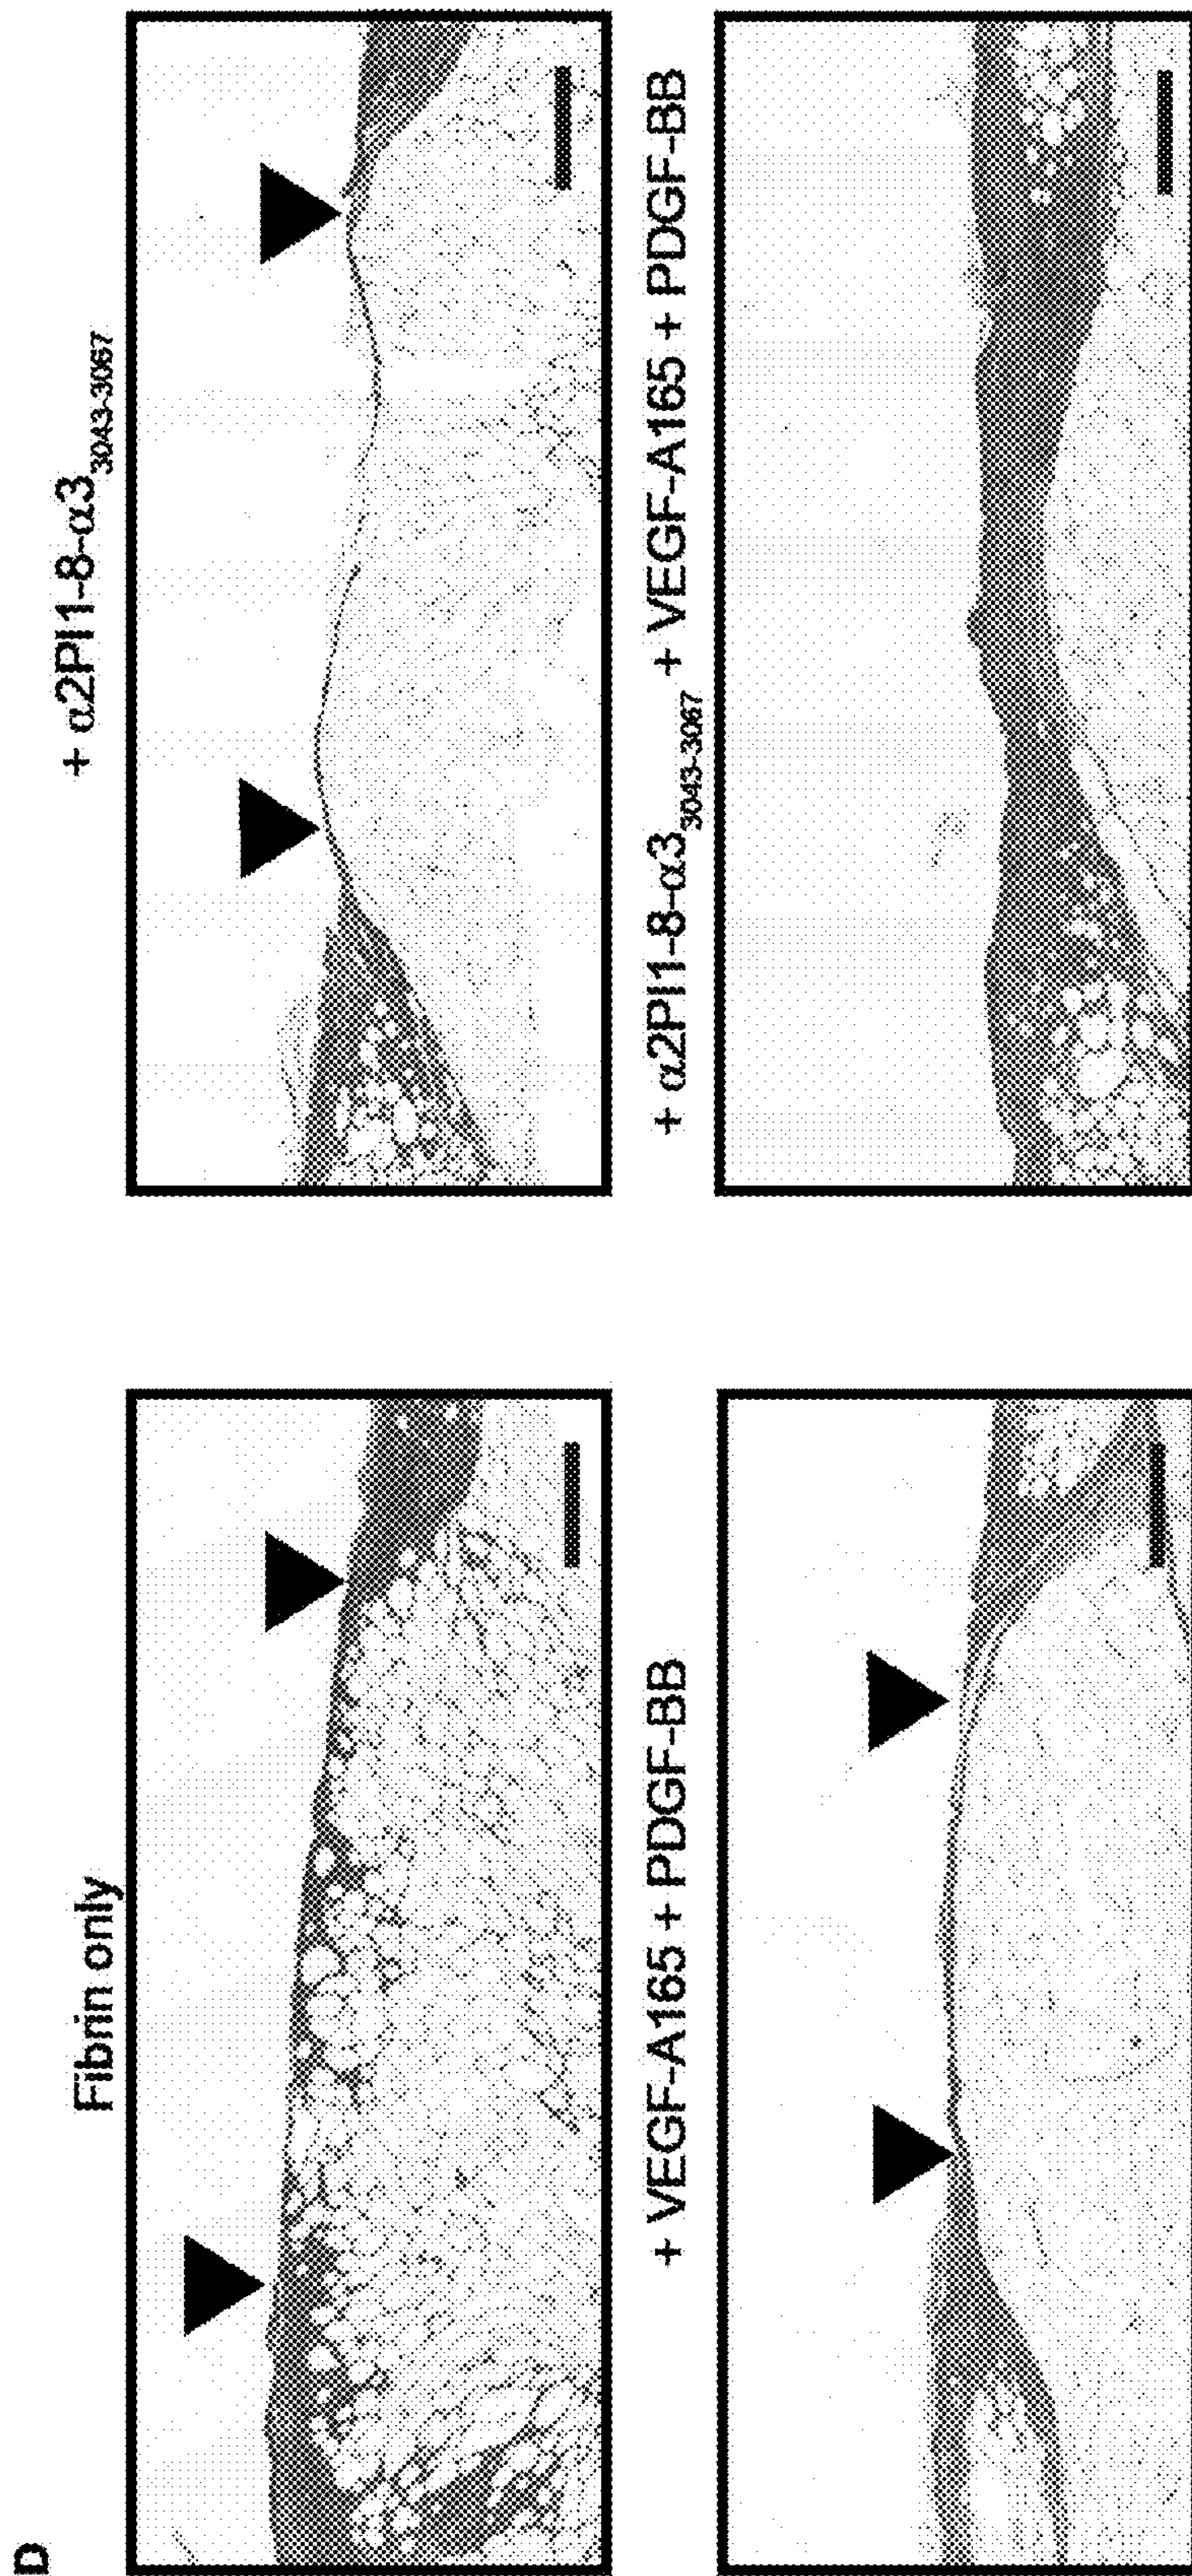 D
Fibrin only
+ α2PI1-8-α33043-3067
+ VEGF-A165 + PDGF-BB
+ α2PI1-8-α33043-3067 + VEGF-A165 + PDGF-BB